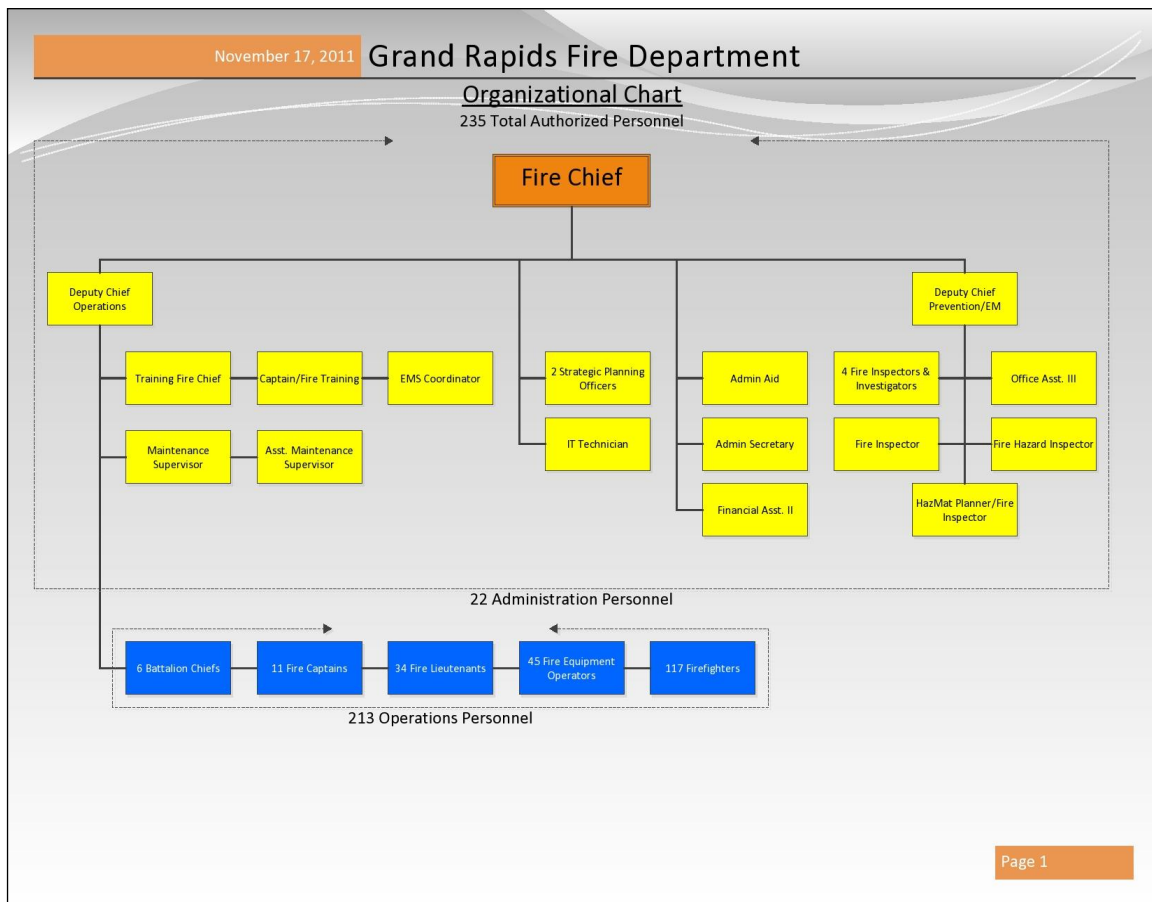 November 17, 2011
Grand Rapids Fire Department
Organizational Chart
235 Total Authorized Personnel
Fire Chief
Deputy Chief
Operations
Deputy Chief
Prevention/EM
Training Fire Chief
Captain/Fire Training
EMS Coordinator
2 Strategic Planning
Officers
Admin Aid
4 Fire Inspectors &
Investigators
Office Asst. III
Maintenance
Supervisor
Asst. Maintenance
Supervisor
IT Technician
Admin Secretary
Fire Inspector
Fire Hazard Inspector
Financial Asst. II
HazMat Planner/Fire
Inspector
22 Administration Personnel
6 Battalion Chiefs
11 Fire Captains
34 Fire Lieutenants
45 Fire Equipment
Operators
117 Firefighters
213 Operations Personnel
Page 1